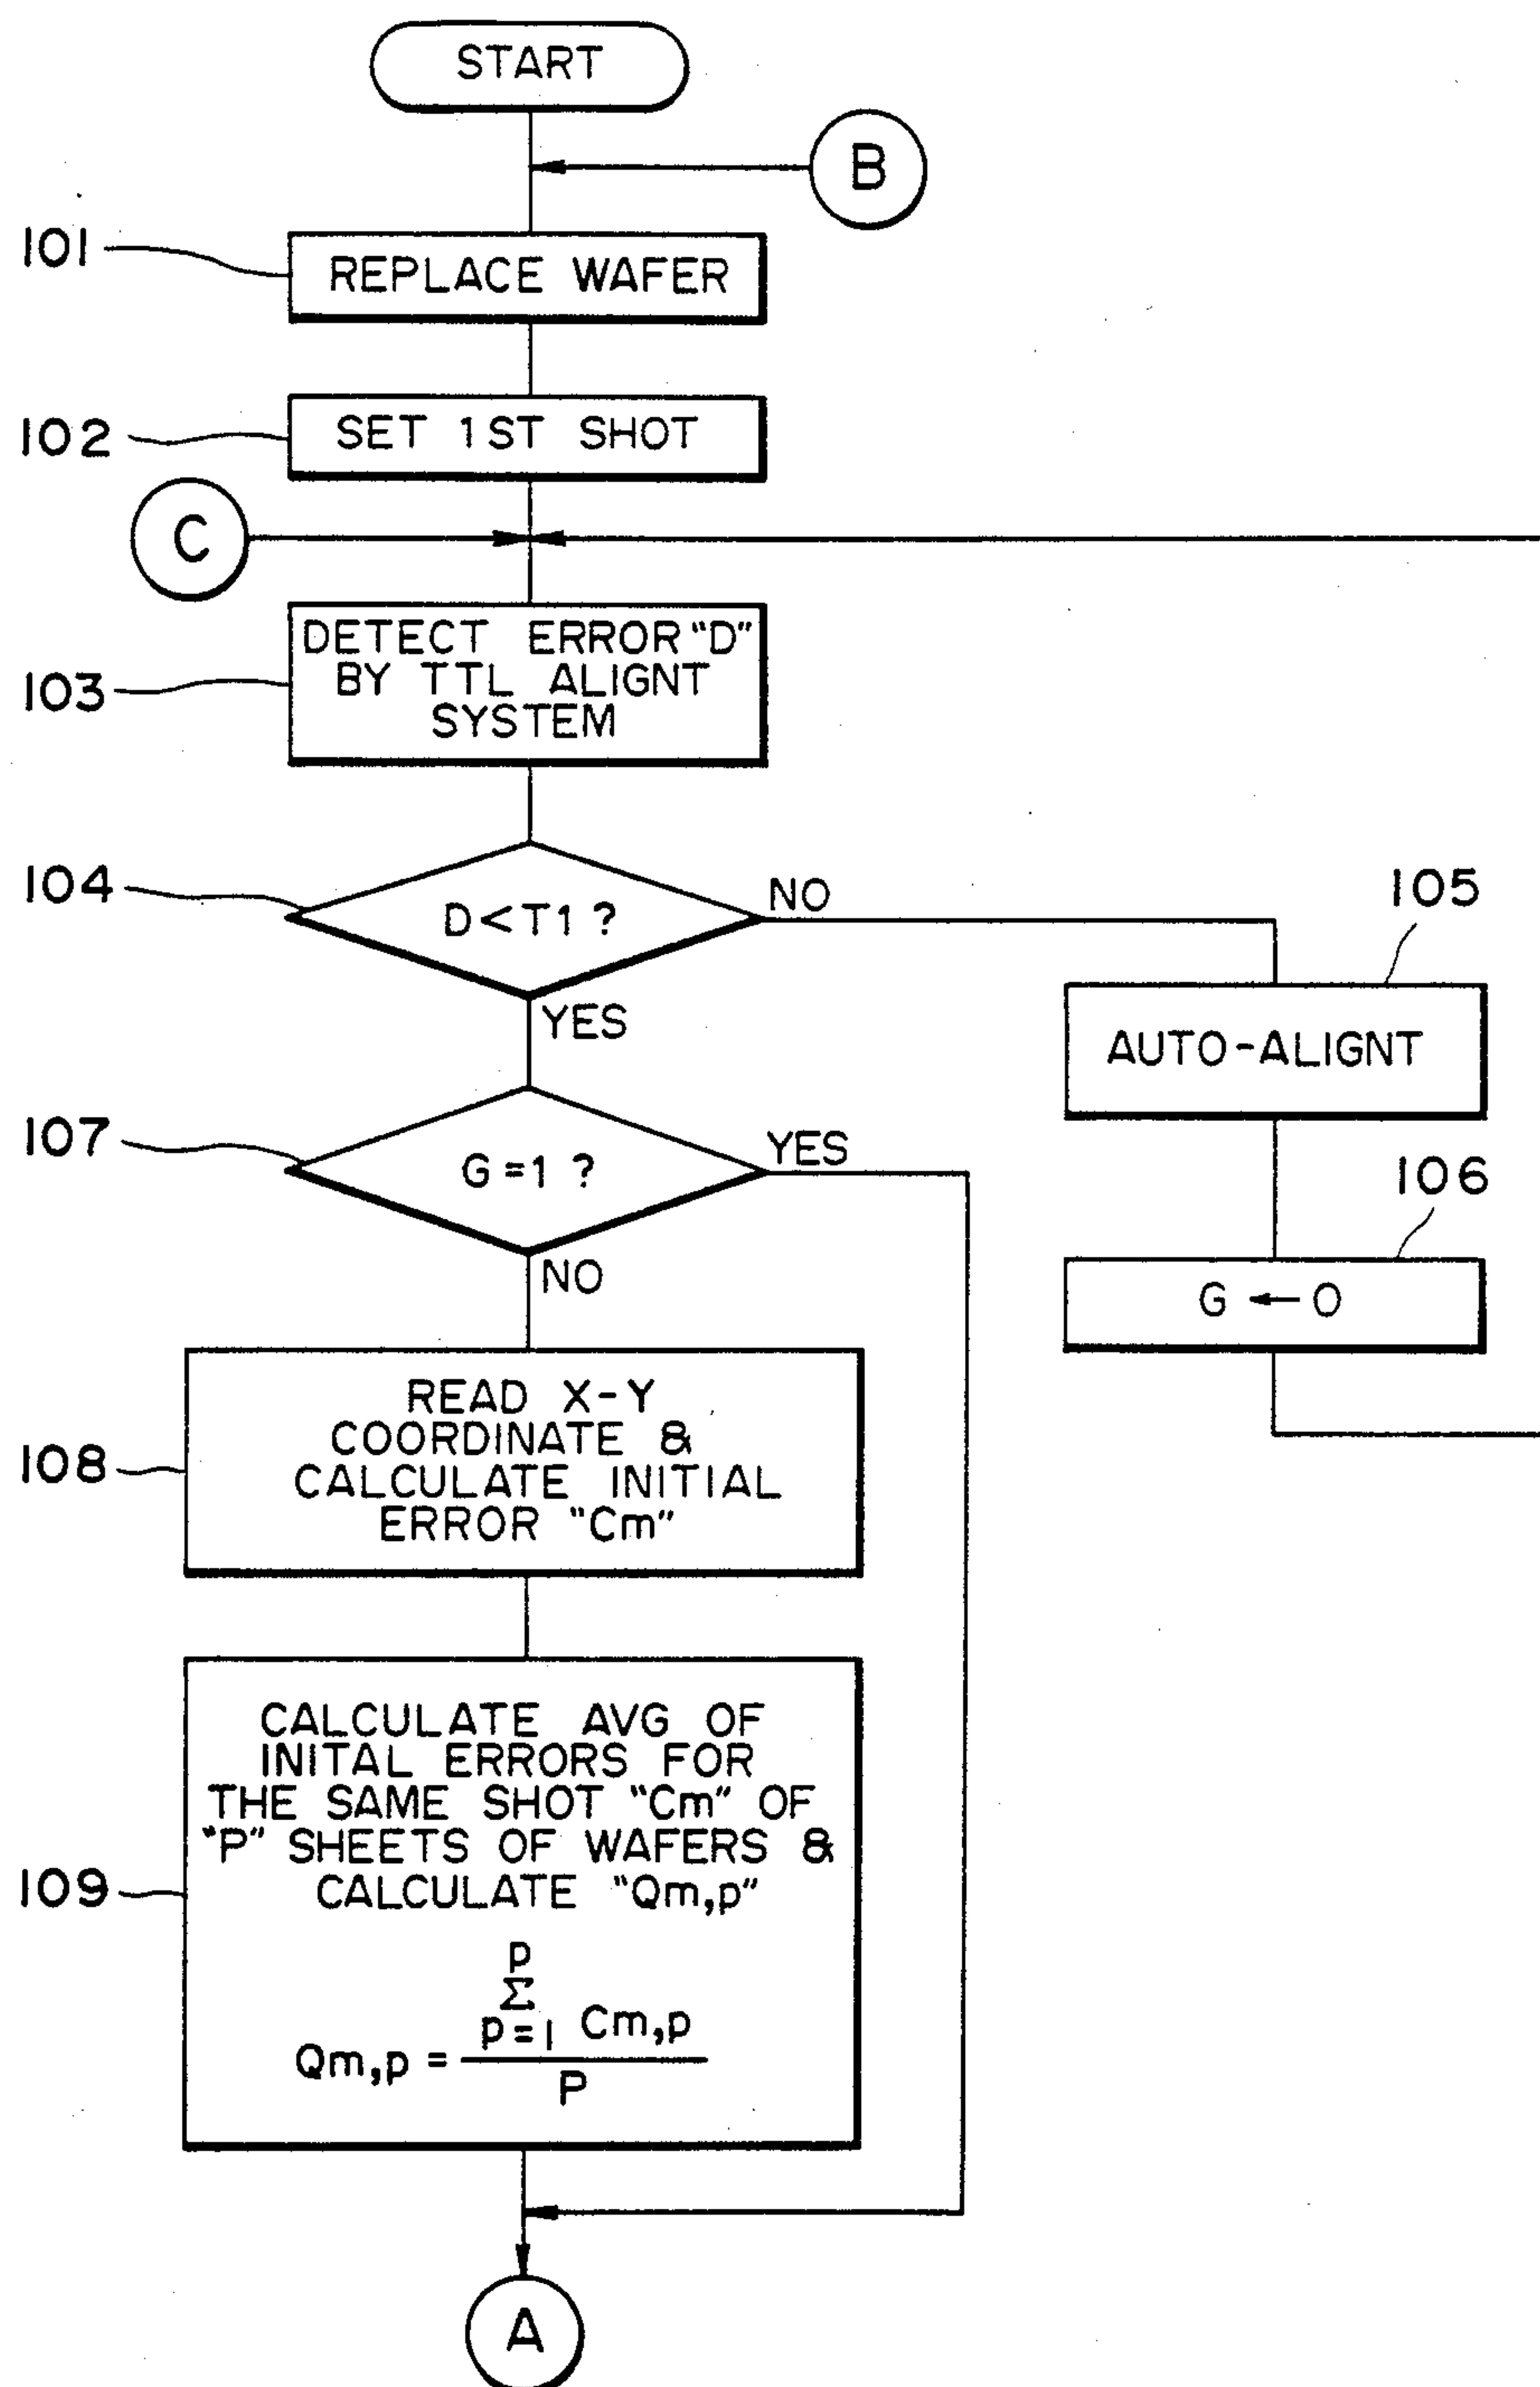 START
B
101
REPLACE WAFER
102
SET 1ST SHOT
C
103
DETECT ERROR "D"
BY TTL ALIGNT
SYSTEM
104
D < T1 ?
NO
YES
105
AUTO-ALIGNT
106
G ← 0
107
G = 1 ?
YES
NO
108
READ X-Y
COORDINATE &
CALCULATE INITIAL
ERROR "Cm"
109
CALCULATE AVG OF
INITAL ERRORS FOR
THE SAME SHOT "Cm" OF
"P" SHEETS OF WAFERS &
CALCULATE "Qm,p"
p
Σ
p=1 Cm,p
Qm,p =
P
A